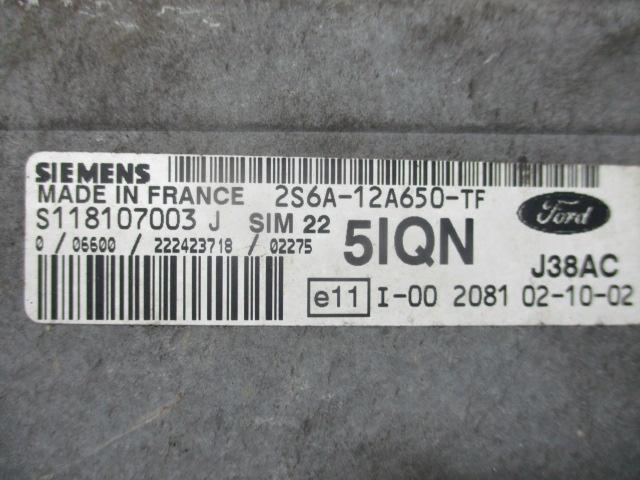 SIEMENS
MADE IN FRANCE 2S6A-12A650-TF
S118107003 J SIM 22
Ford
0 / 06600 / 222423718 / 02275
5IQN
J38AC
e11 I-00 2081 02-10-02